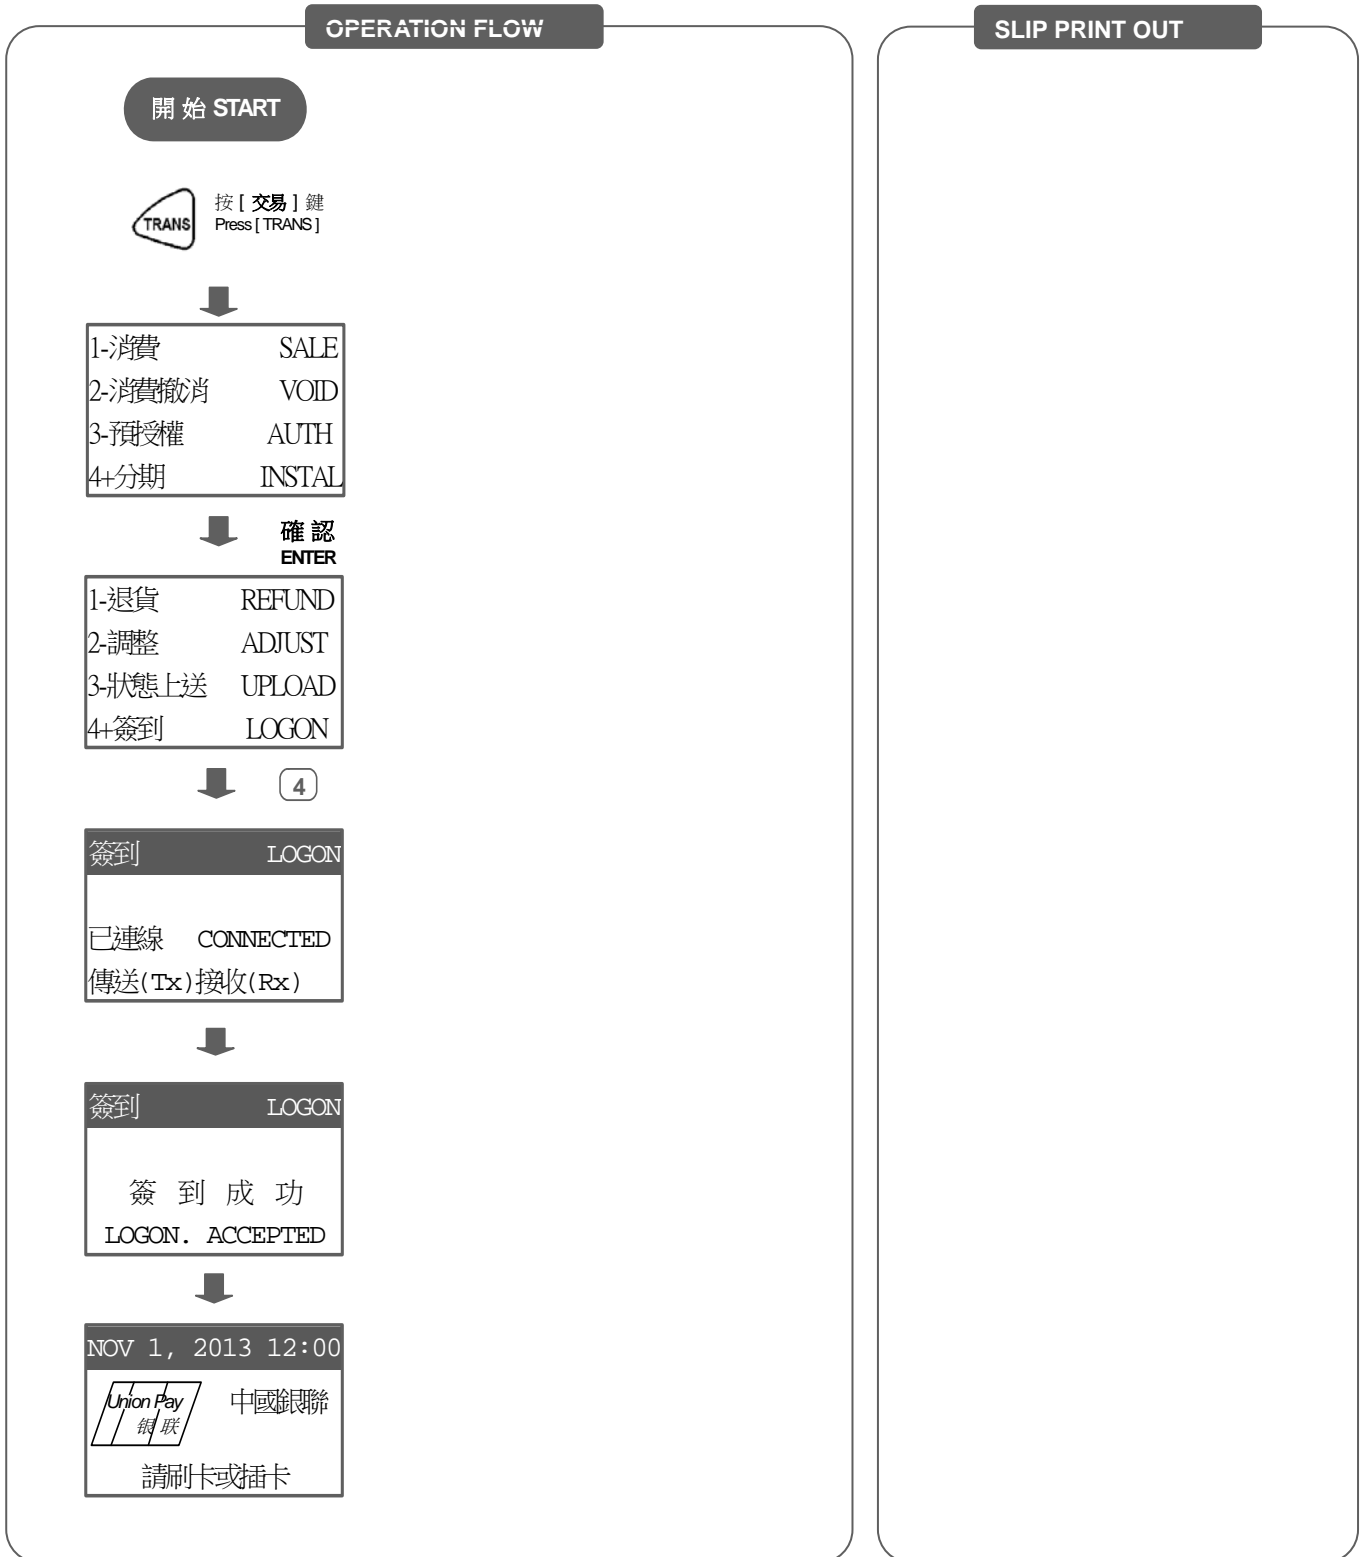 OPERATION FLOW
SLIP PRINT OUT
開 始 START
TRANS
按 [ 交易 ] 鍵
Press [ TRANS ]
1-消費 SALE
2-消費撤消 VOID
3-預授權 AUTH
4+分期 INSTAL
確 認
ENTER
1-退貨 REFUND
2-調整 ADJUST
3-狀態上送 UPLOAD
4+簽到 LOGON
4
簽到 LOGON
已連線 CONNECTED
傳送(Tx)接收(Rx)
簽到 LOGON
簽 到 成 功
LOGON. ACCEPTED
NOV 1, 2013 12:00
Union Pay
银联
中國銀聯
請刷卡或插卡